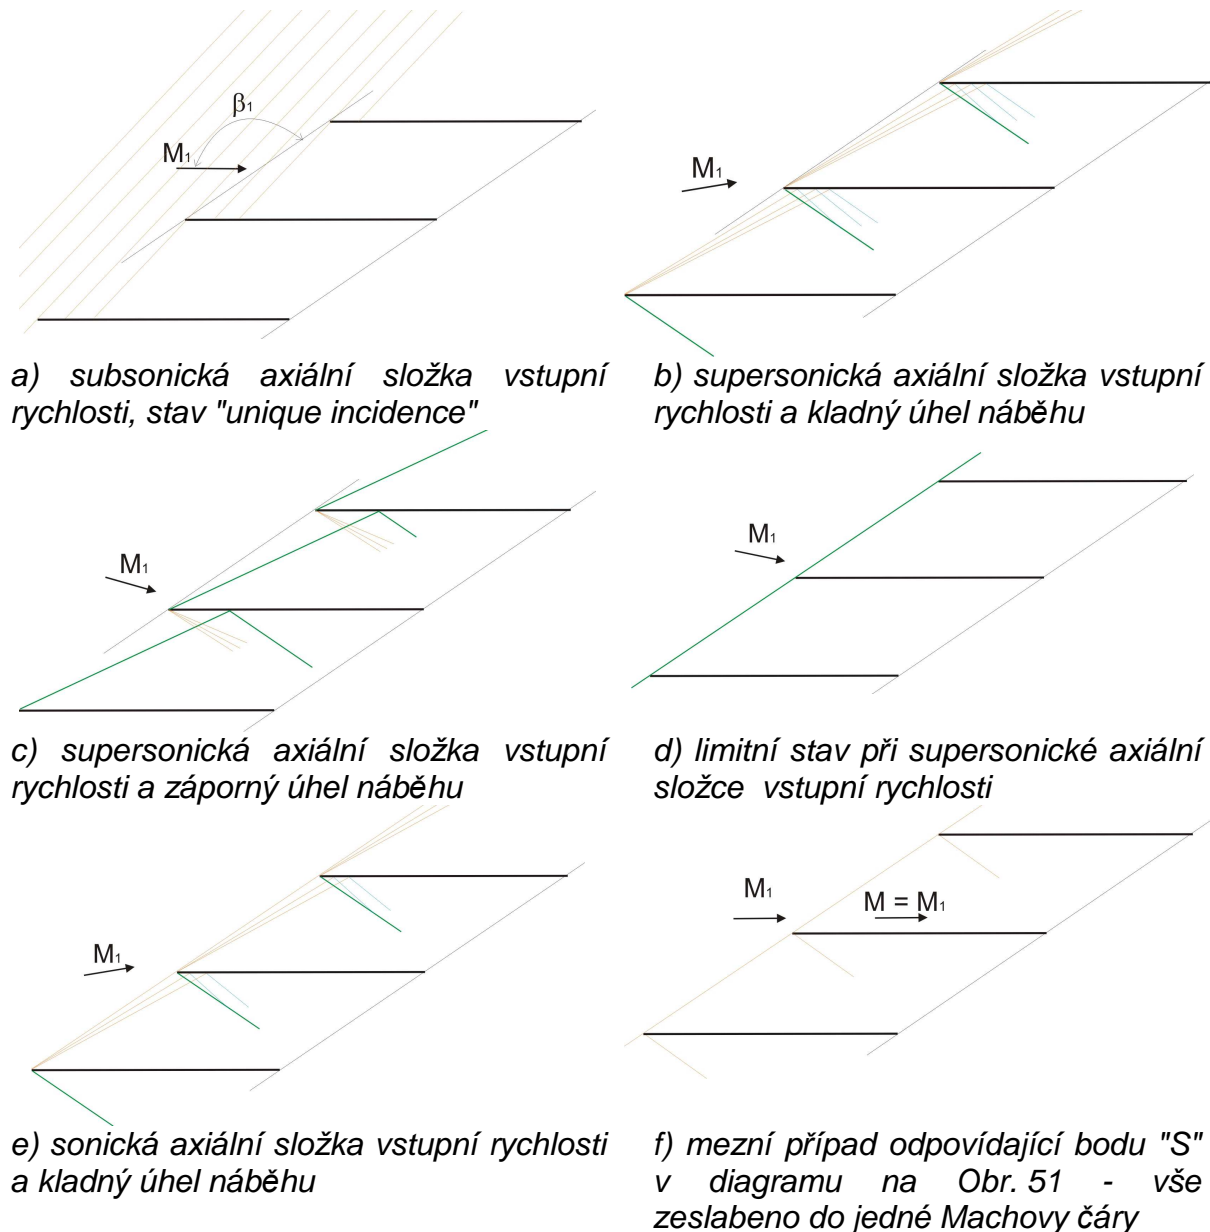 β₁
M₁
M₁
a) subsonická axiální složka vstupní
rychlosti, stav "unique incidence"
b) supersonická axiální složka vstupní
rychlosti a kladný úhel náběhu
M₁
M₁
c) supersonická axiální složka vstupní
rychlosti a záporný úhel náběhu
d) limitní stav při supersonické axiální
složce vstupní rychlosti
M₁
M₁
M = M₁
e) sonická axiální složka vstupní rychlosti
a kladný úhel náběhu
f) mezní případ odpovídající bodu "S"
v diagramu na Obr. 51 - vše
zeslabeno do jedné Machovy čáry